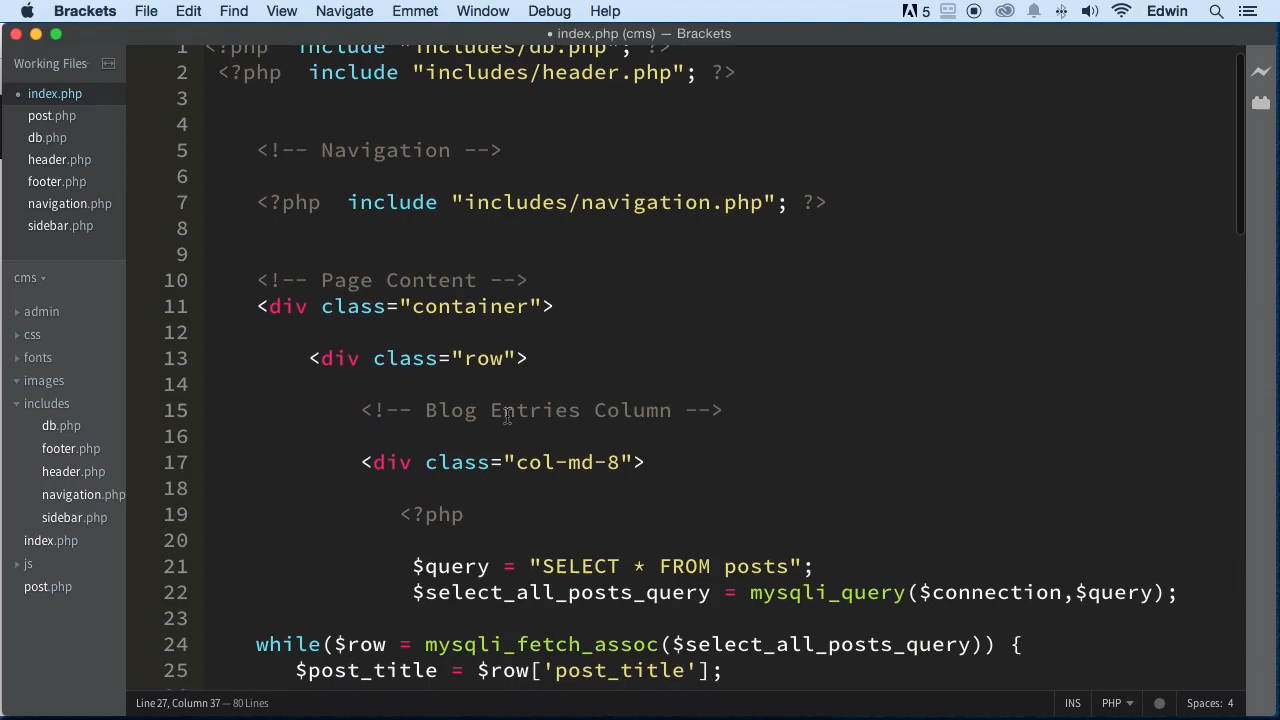 Brackets File Edit Find View Navigate Emmet Window Debug Help 5 Edwin
• index.php (cms) — Brackets
Working Files
• index.php
post.php
db.php
header.php
footer.php
navigation.php
sidebar.php
cms
admin
css
fonts
images
includes
db.php
footer.php
header.php
navigation.php
sidebar.php
index.php
js
post.php
1 <?php include "includes/db.php"; ?>
2 <?php include "includes/header.php"; ?>
3
4
5 <!-- Navigation -->
6
7 <?php include "includes/navigation.php"; ?>
8
9
10 <!-- Page Content -->
11 <div class="container">
12
13 <div class="row">
14
15 <!-- Blog Entries Column -->
16
17 <div class="col-md-8">
18
19 <?php
20
21 $query = "SELECT * FROM posts";
22 $select_all_posts_query = mysqli_query($connection,$query);
23
24 while($row = mysqli_fetch_assoc($select_all_posts_query)) {
25 $post_title = $row['post_title'];
Line 27, Column 37 — 80 Lines INS PHP Spaces: 4